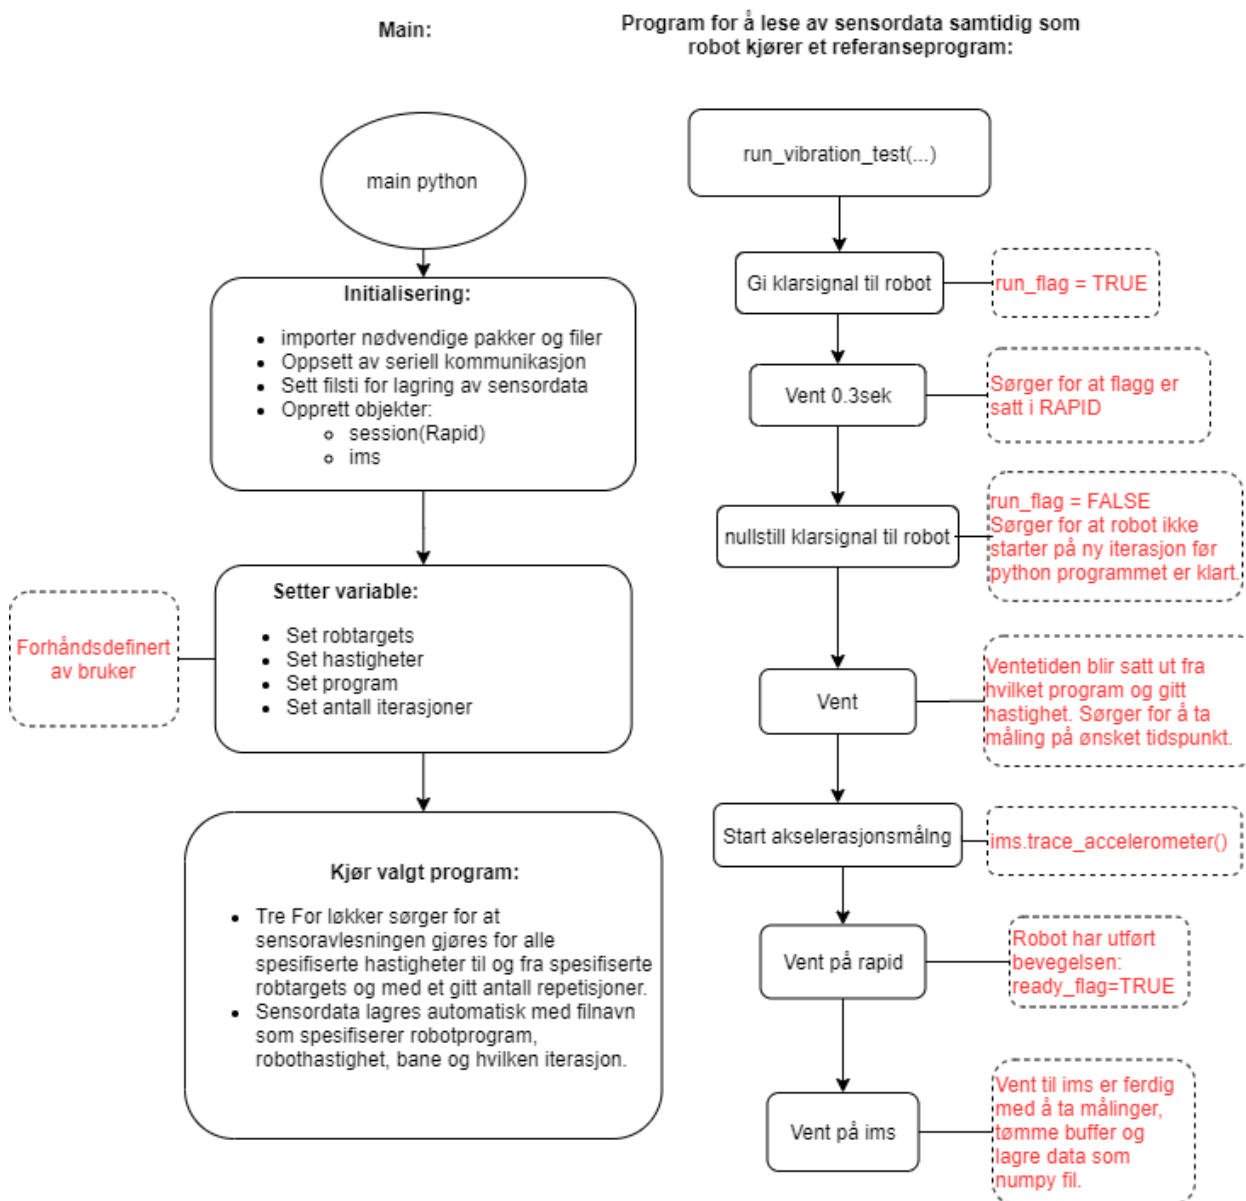 Main:
main python
Initialisering:
importer nødvendige pakker og filer
Oppsett av seriell kommunikasjon
Sett filsti for lagring av sensordata
Opprett objekter:
session(Rapid)
ims
Forhåndsdefinert
av bruker
Setter variable:
Set robtargets
Set hastigheter
Set program
Set antall iterasjoner
Kjør valgt program:
Tre For løkker sørger for at
sensoravlesningen gjøres for alle
spesifiserte hastigheter til og fra spesifiserte
robtargets og med et gitt antall repetisjoner.
Sensordata lagres automatisk med filnavn
som spesifiserer robotprogram,
robothastighet, bane og hvilken iterasjon.
Program for å lese av sensordata samtidig som
robot kjører et referanseprogram:
run_vibration_test(...)
Gi klarsignal til robot
run_flag = TRUE
Vent 0.3sek
Sørger for at flagg er
satt i RAPID
nullstill klarsignal til robot
run_flag = FALSE
Sørger for at robot ikke
starter på ny iterasjon før
python programmet er klart.
Vent
Ventetiden blir satt ut fra
hvilket program og gitt
hastighet. Sørger for å ta
måling på ønsket tidspunkt.
Start akselerasjonsmålng
ims.trace_accelerometer()
Vent på rapid
Robot har utført
bevegelsen:
ready_flag=TRUE
Vent på ims
Vent til ims er ferdig
med å ta målinger,
tømme buffer og
lagre data som
numpy fil.